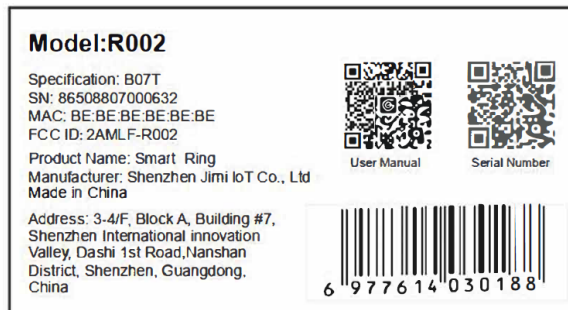 Model:R002
Specification: B07T
SN: 86508807000632
MAC: BE:BE:BE:BE:BE:BE
FCC ID: 2AMLF-R002
Product Name: Smart Ring
Manufacturer: Shenzhen Jimi IoT Co., Ltd
Made in China
Address: 3-4/F, Block A, Building #7,
Shenzhen International innovation
Valley, Dashi 1st Road,Nanshan
District, Shenzhen, Guangdong,
China
User Manual
Serial Number
6 977614 030188